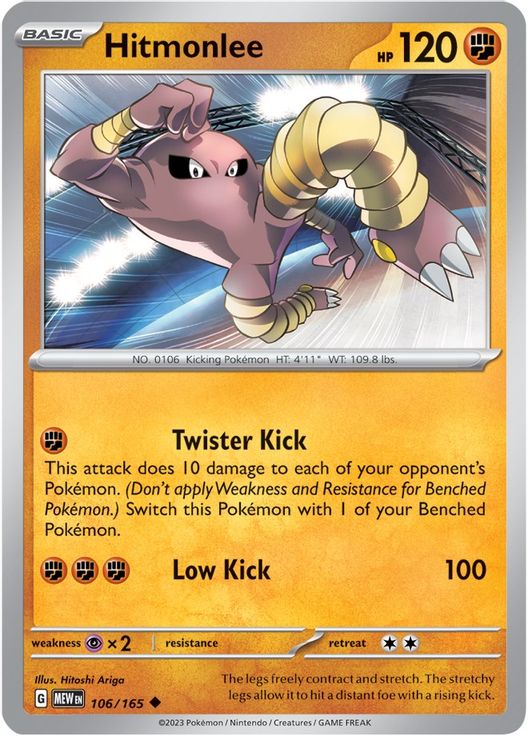 BASIC
Hitmonlee
HP 120
NO. 0106 Kicking Pokémon HT: 4'11" WT: 109.8 lbs.
Twister Kick
This attack does 10 damage to each of your opponent's
Pokémon. (Don't apply Weakness and Resistance for Benched
Pokémon.) Switch this Pokémon with 1 of your Benched
Pokémon.
Low Kick 100
weakness ×2 resistance retreat
Illus. Hitoshi Ariga
The legs freely contract and stretch. The stretchy
legs allow it to hit a distant foe with a rising kick.
G MEW EN 106/165
©2023 Pokémon / Nintendo / Creatures / GAME FREAK